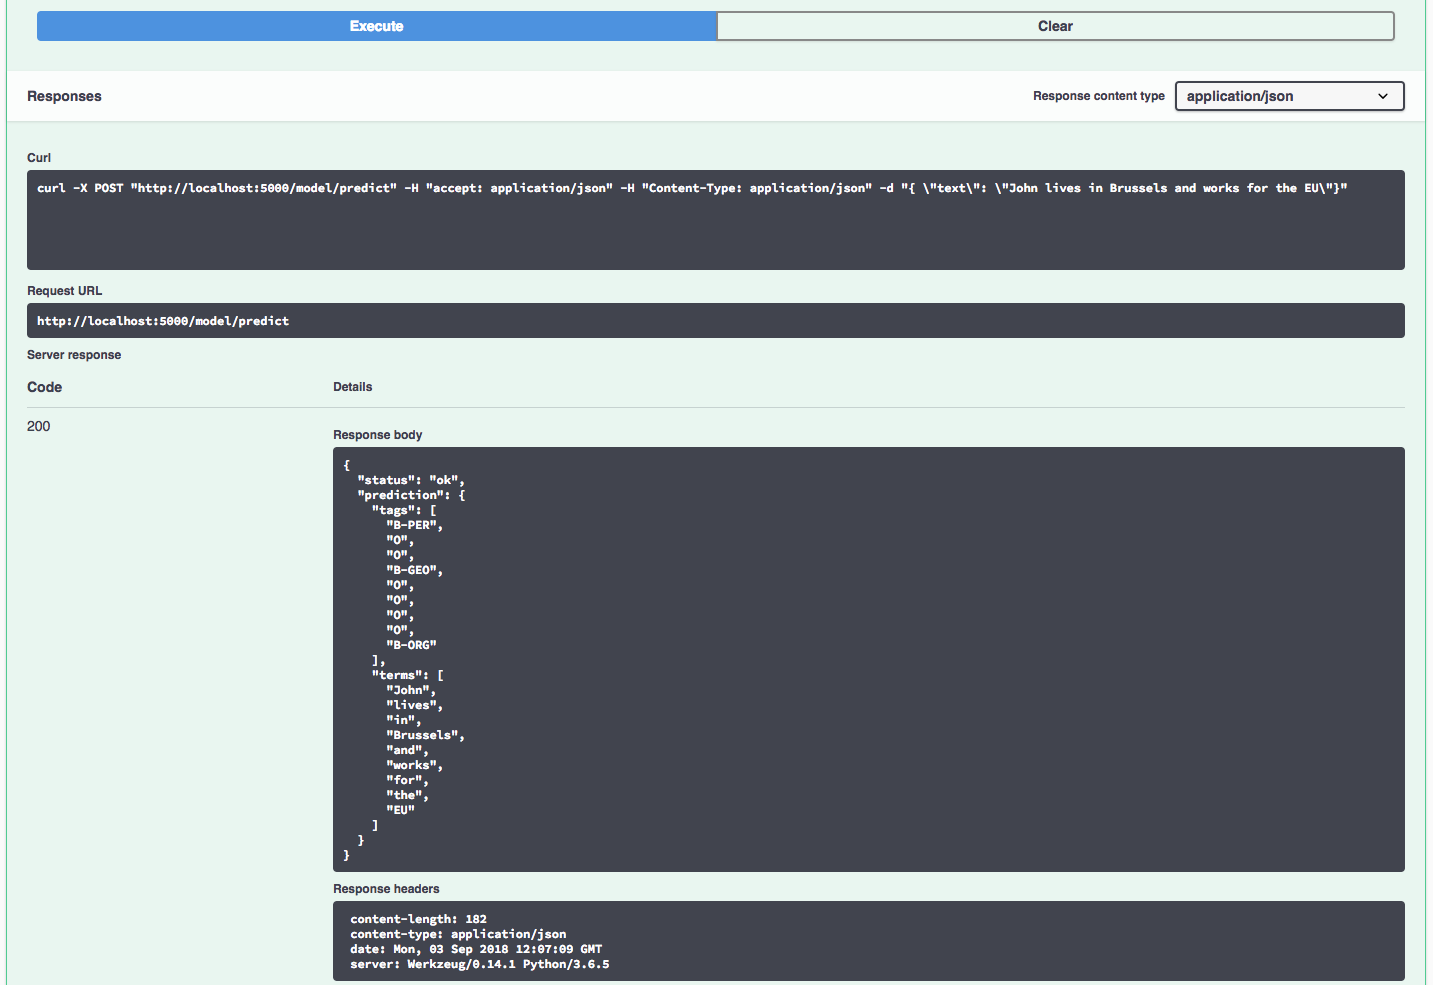 Execute
Clear
Responses
Response content type
application/json
Curl
curl -X POST "http://localhost:5000/model/predict" -H "accept: application/json" -H "Content-Type: application/json" -d "{ \"text\": \"John lives in Brussels and works for the EU\"}"
Request URL
http://localhost:5000/model/predict
Server response
Code
Details
200
Response body
{
  "status": "ok",
  "prediction": {
    "tags": [
      "B-PER",
      "O",
      "O",
      "B-GEO",
      "O",
      "O",
      "O",
      "O",
      "B-ORG"
    ],
    "terms": [
      "John",
      "lives",
      "in",
      "Brussels",
      "and",
      "works",
      "for",
      "the",
      "EU"
    ]
  }
}
Response headers
content-length: 182
content-type: application/json
date: Mon, 03 Sep 2018 12:07:09 GMT
server: Werkzeug/0.14.1 Python/3.6.5